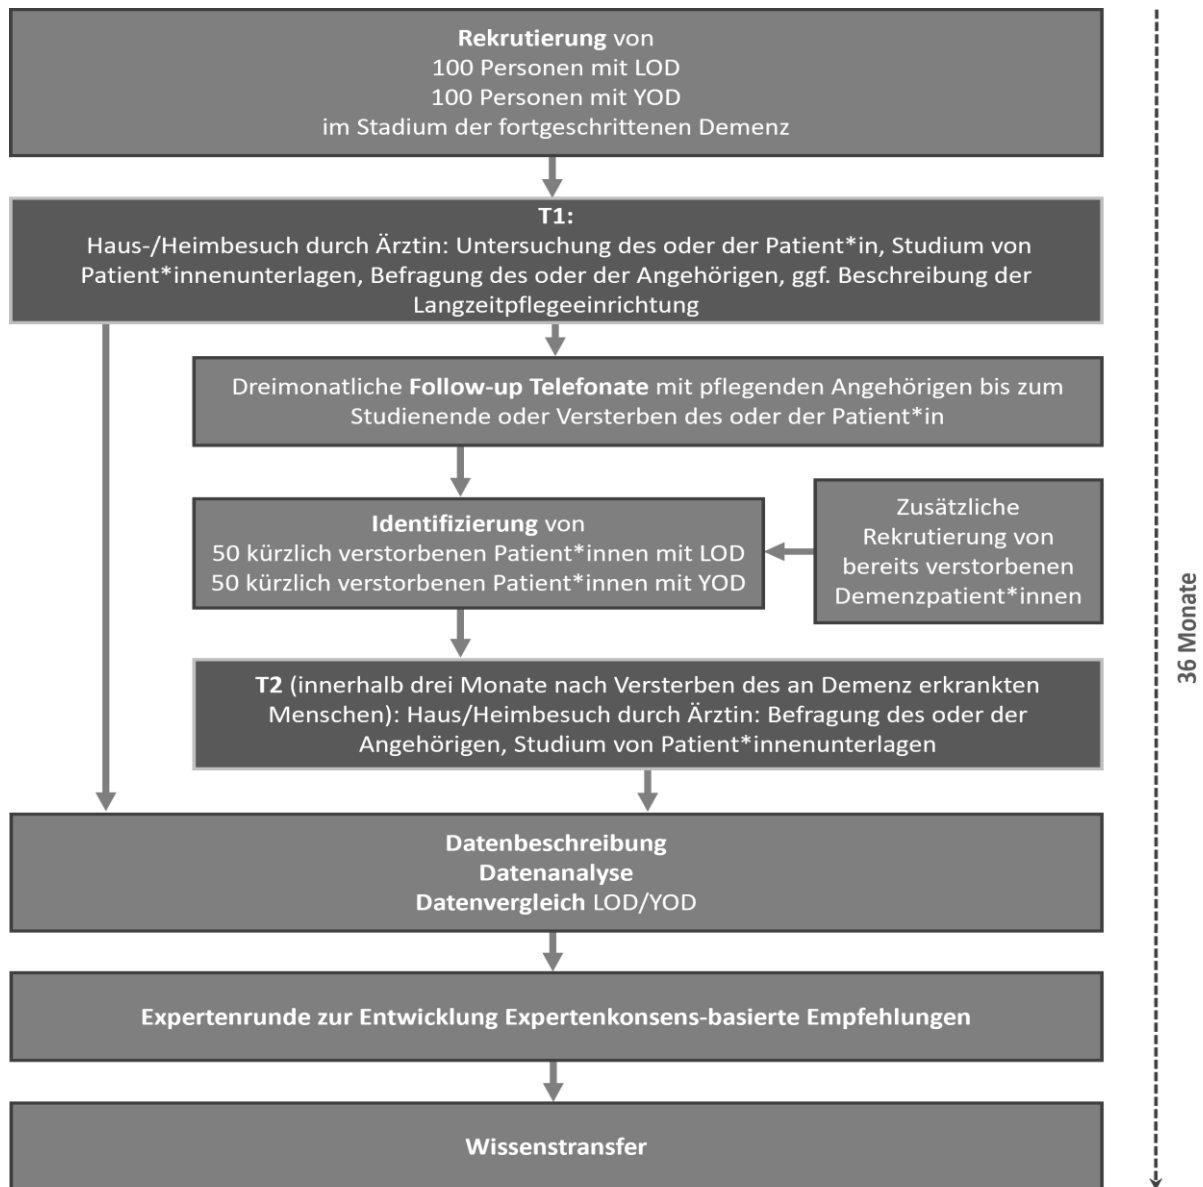 Rekrutierung von
100 Personen mit LOD
100 Personen mit YOD
im Stadium der fortgeschrittenen Demenz
T1:
Haus-/Heimbesuch durch Ärztin: Untersuchung des oder der Patient*in, Studium von
Patient*innenunterlagen, Befragung des oder der Angehörigen, ggf. Beschreibung der
Langzeitpflegeeinrichtung
Dreimonatliche Follow-up Telefonate mit pflegenden Angehörigen bis zum
Studienende oder Versterben des oder der Patient*in
Identifizierung von
50 kürzlich verstorbenen Patient*innen mit LOD
50 kürzlich verstorbenen Patient*innen mit YOD
Zusätzliche
Rekrutierung von
bereits verstorbenen
Demenzpatient*innen
T2 (innerhalb drei Monate nach Versterben des an Demenz erkrankten
Menschen): Haus/Heimbesuch durch Ärztin: Befragung des oder der
Angehörigen, Studium von Patient*innenunterlagen
Datenbeschreibung
Datenanalyse
Datenvergleich LOD/YOD
Expertenrunde zur Entwicklung Expertenkonsens-basierte Empfehlungen
Wissenstransfer
36 Monate